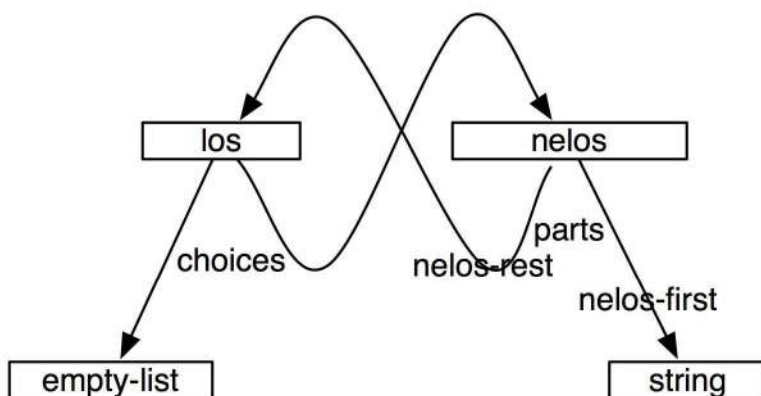 los nelos
parts
choices nelos-rest
nelos-first
empty-list string